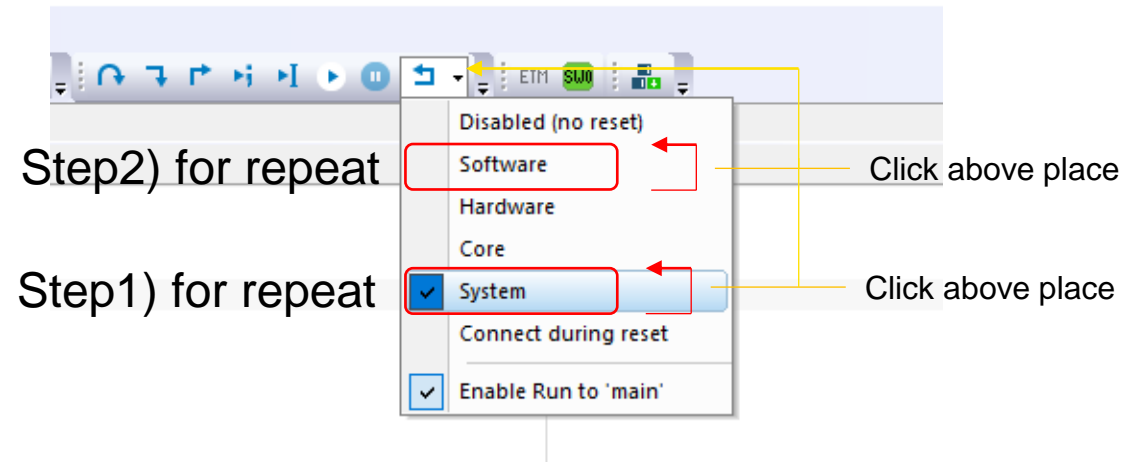 ETM SWO
Disabled (no reset)
Step2) for repeat Software Click above place
Hardware
Core
Step1) for repeat System Click above place
Connect during reset
Enable Run to 'main'